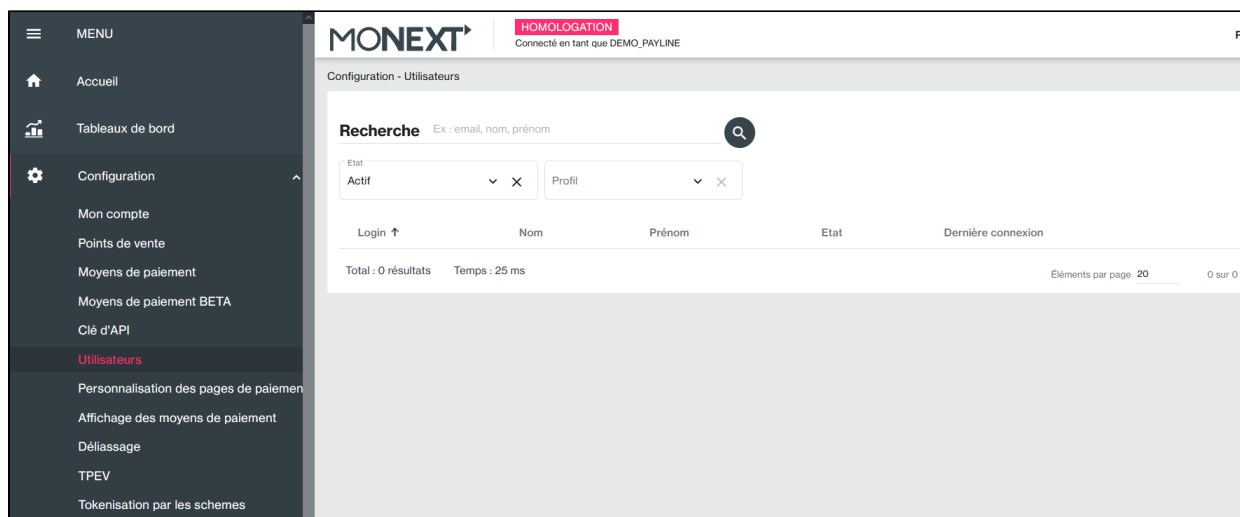 MENU
Accueil
Tableaux de bord
Configuration
Mon compte
Points de vente
Moyens de paiement
Moyens de paiement BETA
Clé d'API
Utilisateurs
Personnalisation des pages de paiemen
Affichage des moyens de paiement
Déliassage
TPEV
Tokenisation par les schemes
MONEXT
HOMOLOGATION
Connecté en tant que DEMO_PAYLINE
Configuration - Utilisateurs
Recherche Ex : email, nom, prénom
Etat
Actif Profil
Login Nom Prénom Etat Dernière connexion
Total : 0 résultats Temps : 25 ms Éléments par page 20 0 sur 0